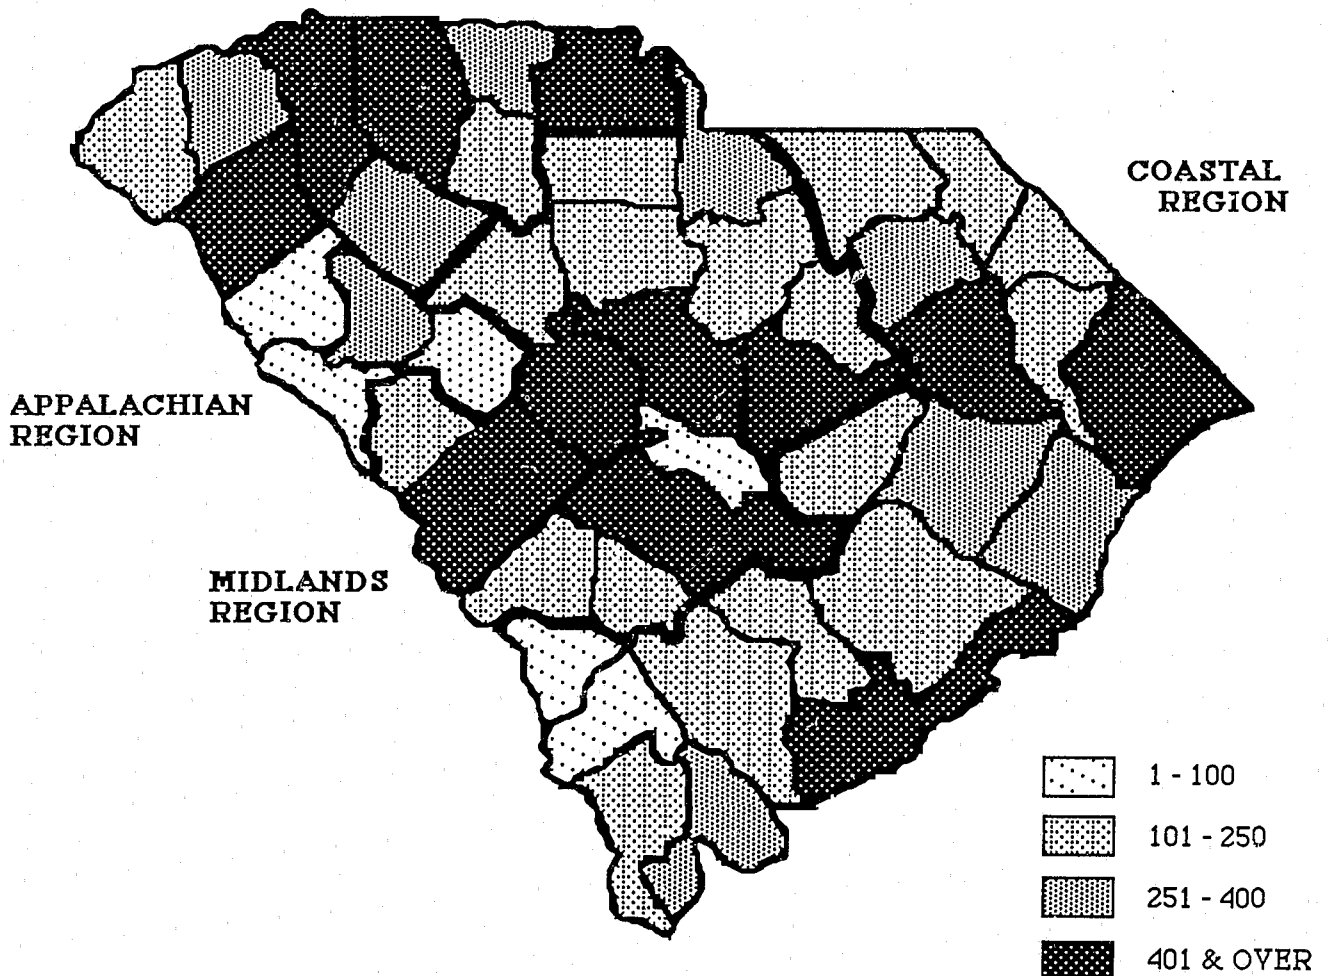 COASTAL
REGION
APPALACHIAN
REGION
MIDLANDS
REGION
1 - 100
101 - 250
251 - 400
401 & OVER